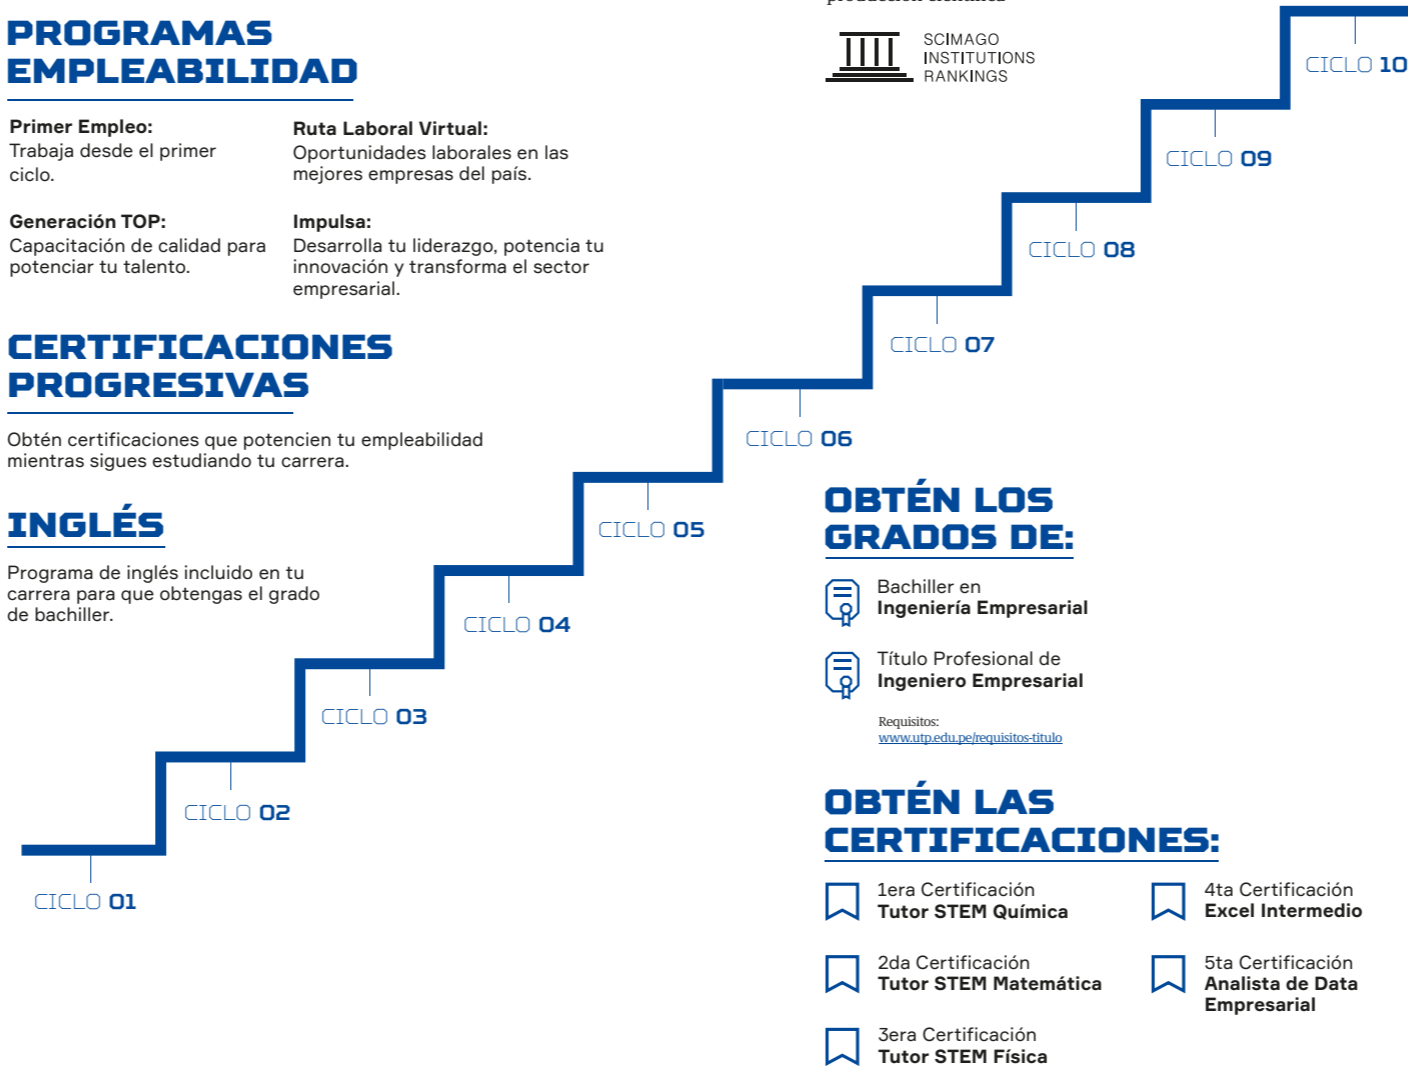 producción científica
SCIMAGO
INSTITUTIONS
RANKINGS
PROGRAMAS
EMPLEABILIDAD
Primer Empleo:
Trabaja desde el primer
ciclo.
Ruta Laboral Virtual:
Oportunidades laborales en las
mejores empresas del país.
Generación TOP:
Capacitación de calidad para
potenciar tu talento.
Impulsa:
Desarrolla tu liderazgo, potencia tu
innovación y transforma el sector
empresarial.
CERTIFICACIONES
PROGRESIVAS
Obtén certificaciones que potencien tu empleabilidad
mientras sigues estudiando tu carrera.
INGLÉS
Programa de inglés incluido en tu
carrera para que obtengas el grado
de bachiller.
CICLO 01
CICLO 02
CICLO 03
CICLO 04
CICLO 05
CICLO 06
CICLO 07
CICLO 08
CICLO 09
CICLO 10
OBTÉN LOS
GRADOS DE:
Bachiller en
Ingeniería Empresarial
Título Profesional de
Ingeniero Empresarial
Requisitos:
www.utp.edu.pe/requisitos-titulo
OBTÉN LAS
CERTIFICACIONES:
1era Certificación
Tutor STEM Química
2da Certificación
Tutor STEM Matemática
3era Certificación
Tutor STEM Física
4ta Certificación
Excel Intermedio
5ta Certificación
Analista de Data
Empresarial